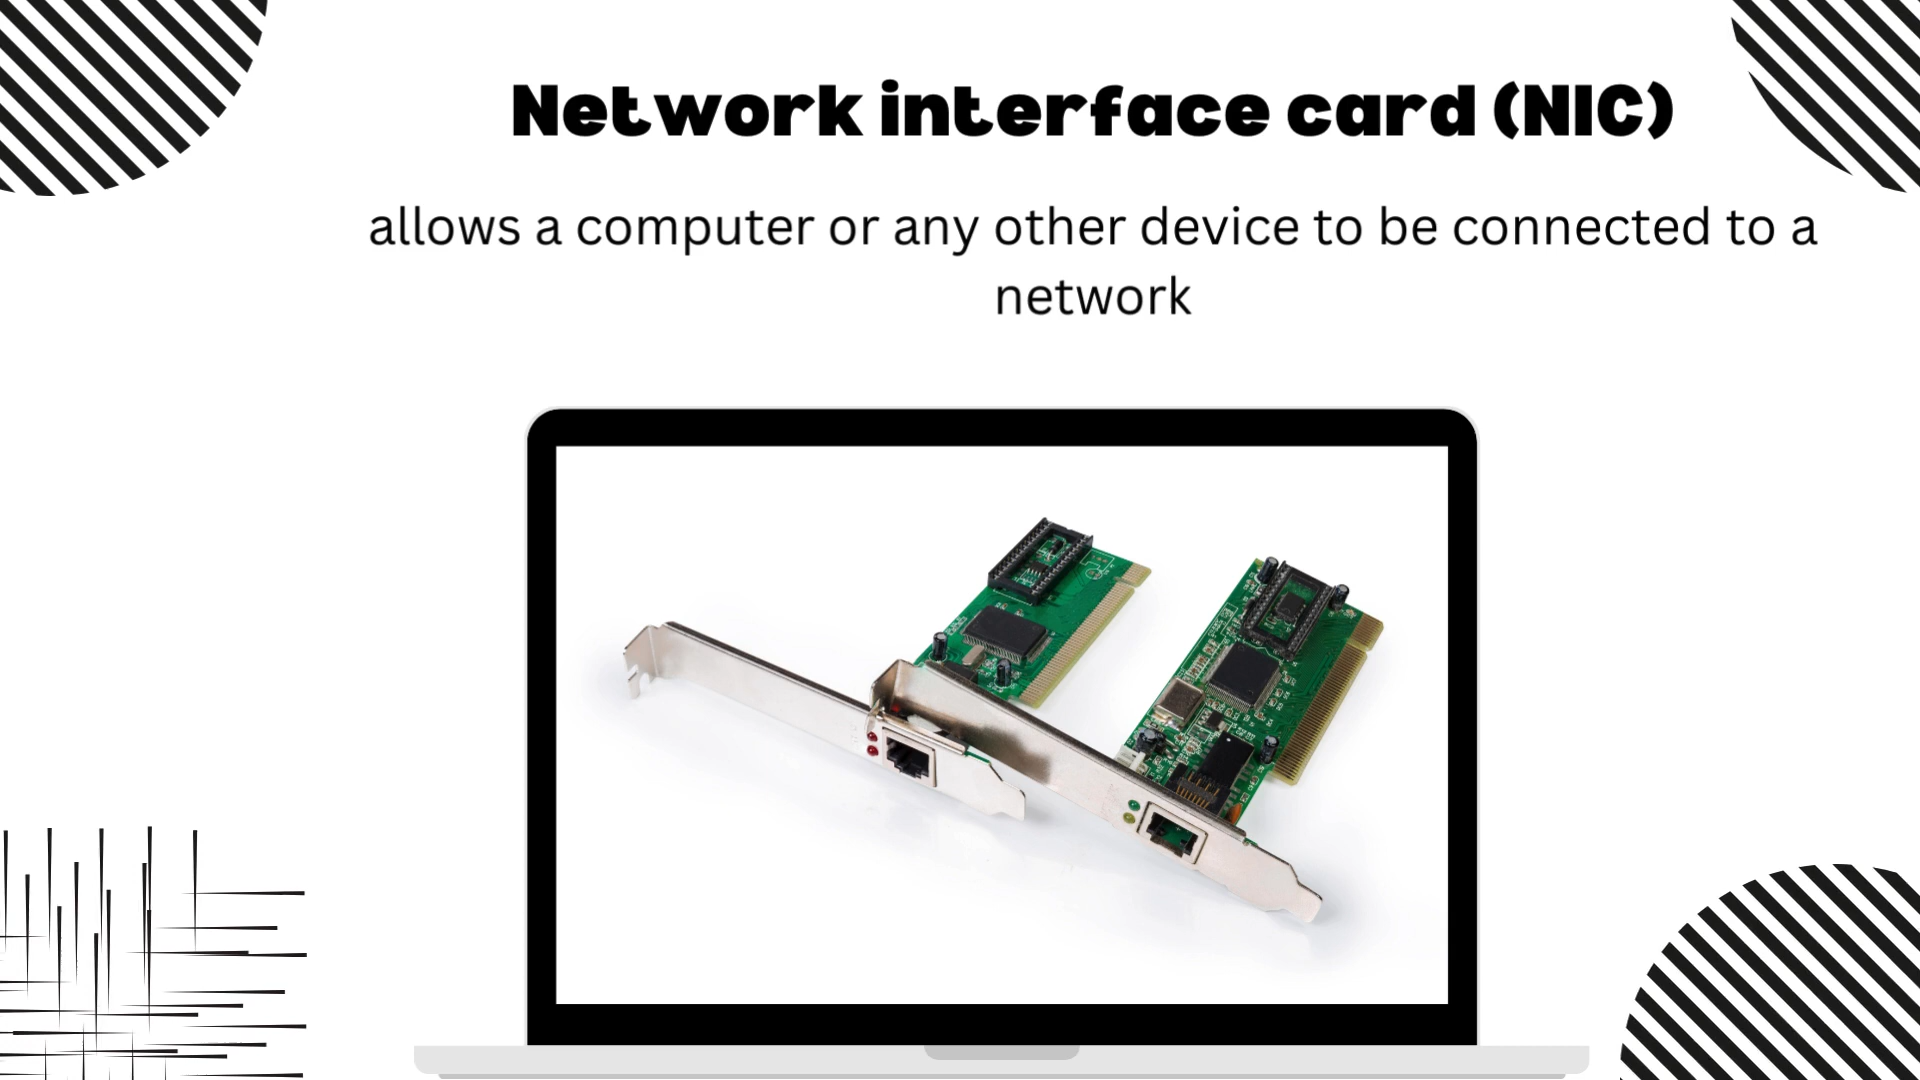 Network interface card (NIC)
allows a computer or any other device to be connected to a
network